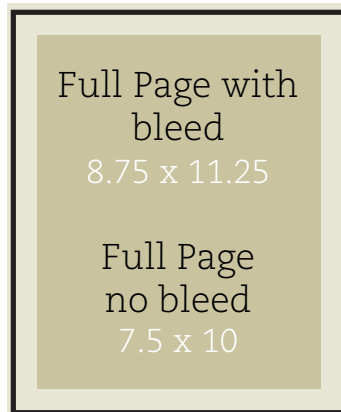 Full Page with
bleed
8.75 x 11.25
Full Page
no bleed
7.5 x 10